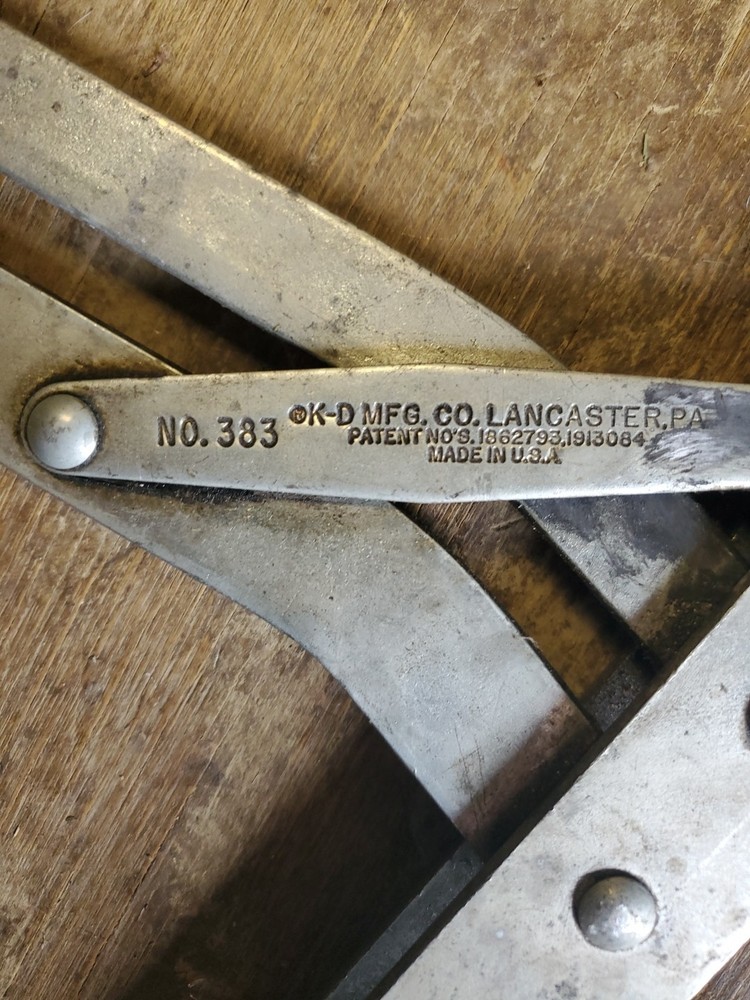 NO. 383 ®K-D MFG. CO. LANCASTER, PA
PATENT NO'S. 1862793, 1913084
MADE IN U.S.A.